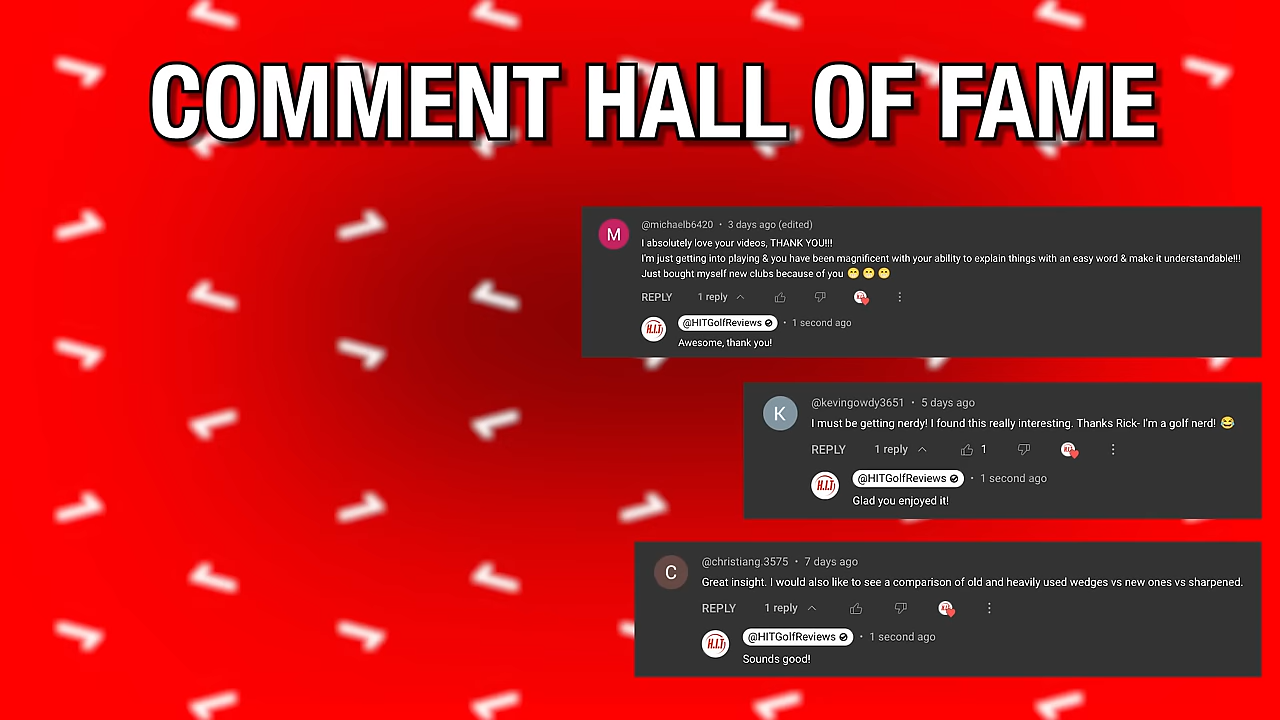 COMMENT HALL OF FAME
M
@michaelb6420 • 3 days ago (edited)
I absolutely love your videos, THANK YOU!!!
I'm just getting into playing & you have been magnificent with your ability to explain things with an easy word & make it understandable!!!
Just bought myself new clubs because of you 😁 😁 😁
REPLY 1 reply
H.I.T
@HITGolfReviews • 1 second ago
Awesome, thank you!
K
@kevingowdy3651 • 5 days ago
I must be getting nerdy! I found this really interesting. Thanks Rick- I'm a golf nerd! 😂
REPLY 1 reply 1
H.I.T
@HITGolfReviews • 1 second ago
Glad you enjoyed it!
C
@christiang.3575 • 7 days ago
Great insight. I would also like to see a comparison of old and heavily used wedges vs new ones vs sharpened.
REPLY 1 reply
H.I.T
@HITGolfReviews • 1 second ago
Sounds good!